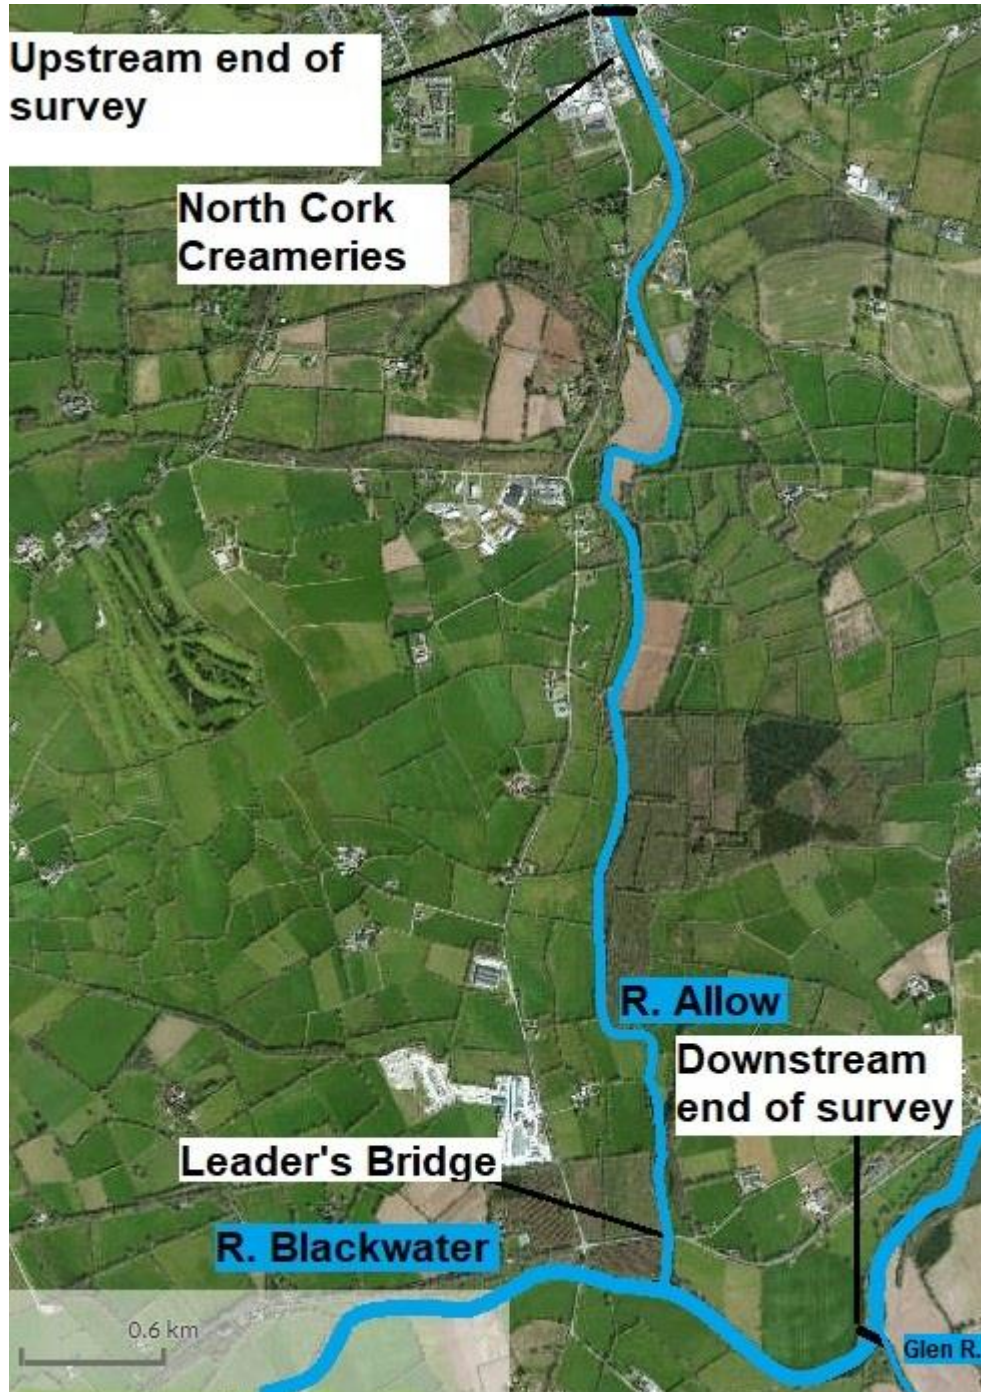 Upstream end of
survey
North Cork
Creameries
R. Allow
Downstream
end of survey
Leader's Bridge
R. Blackwater
0.6 km
Glen R.